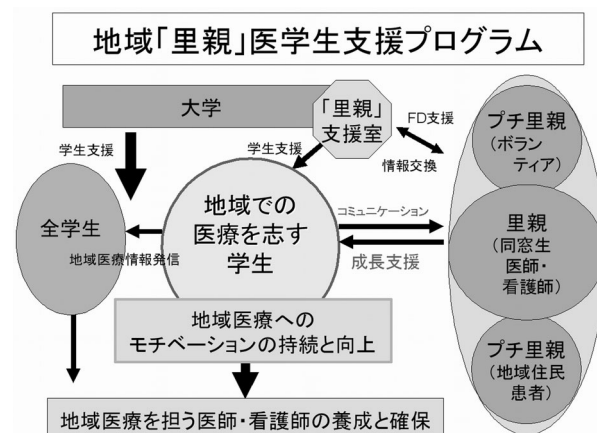 地域「里親」医学生支援プログラム
大学
「里親」
支援室
FD支援
情報交換
学生支援
学生支援
プチ里親
(ボラン
ティア)
全学生
地域での
医療を志す
学生
コミュニケーション
成長支援
里親
(同窓生
医師・
看護師)
地域医療情報発信
地域医療への
モチベーションの持続と向上
プチ里親
(地域住民
患者)
地域医療を担う医師・看護師の養成と確保